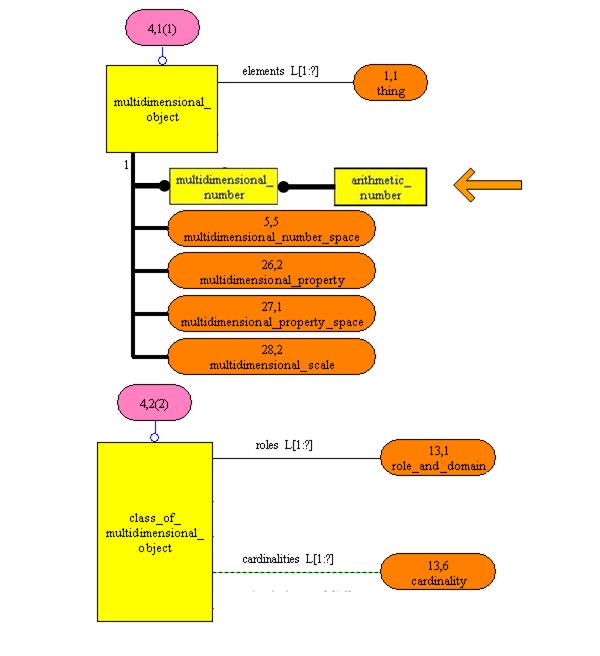 4,1(1)
multidimensional_
object
elements L[1:?]
1,1
thing
1
multidimensional_
number
arithmetic_
number
5,5
multidimensional_number_space
26,2
multidimensional_property
27,1
multidimensional_property_space
28,2
multidimensional_scale
4,2(2)
class_of_
multidimensional_
object
roles L[1:?]
13,1
role_and_domain
cardinalities L[1:?]
13,6
cardinality